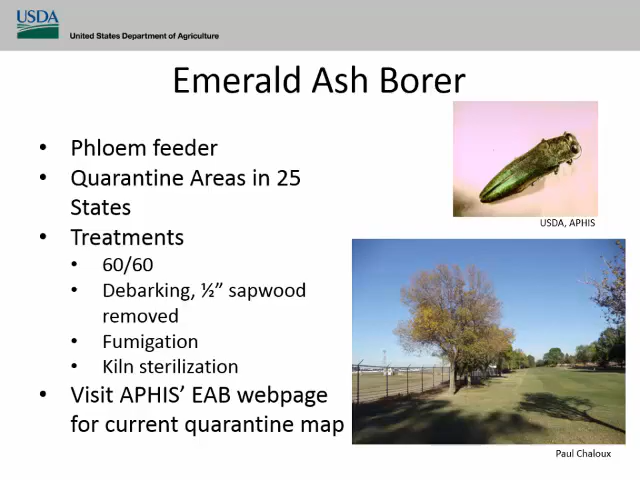 USDA
United States Department of Agriculture
Emerald Ash Borer
• Phloem feeder
• Quarantine Areas in 25
States
• Treatments
• 60/60
• Debarking, ½” sapwood
removed
• Fumigation
• Kiln sterilization
• Visit APHIS’ EAB webpage
for current quarantine map
USDA, APHIS
Paul Chaloux